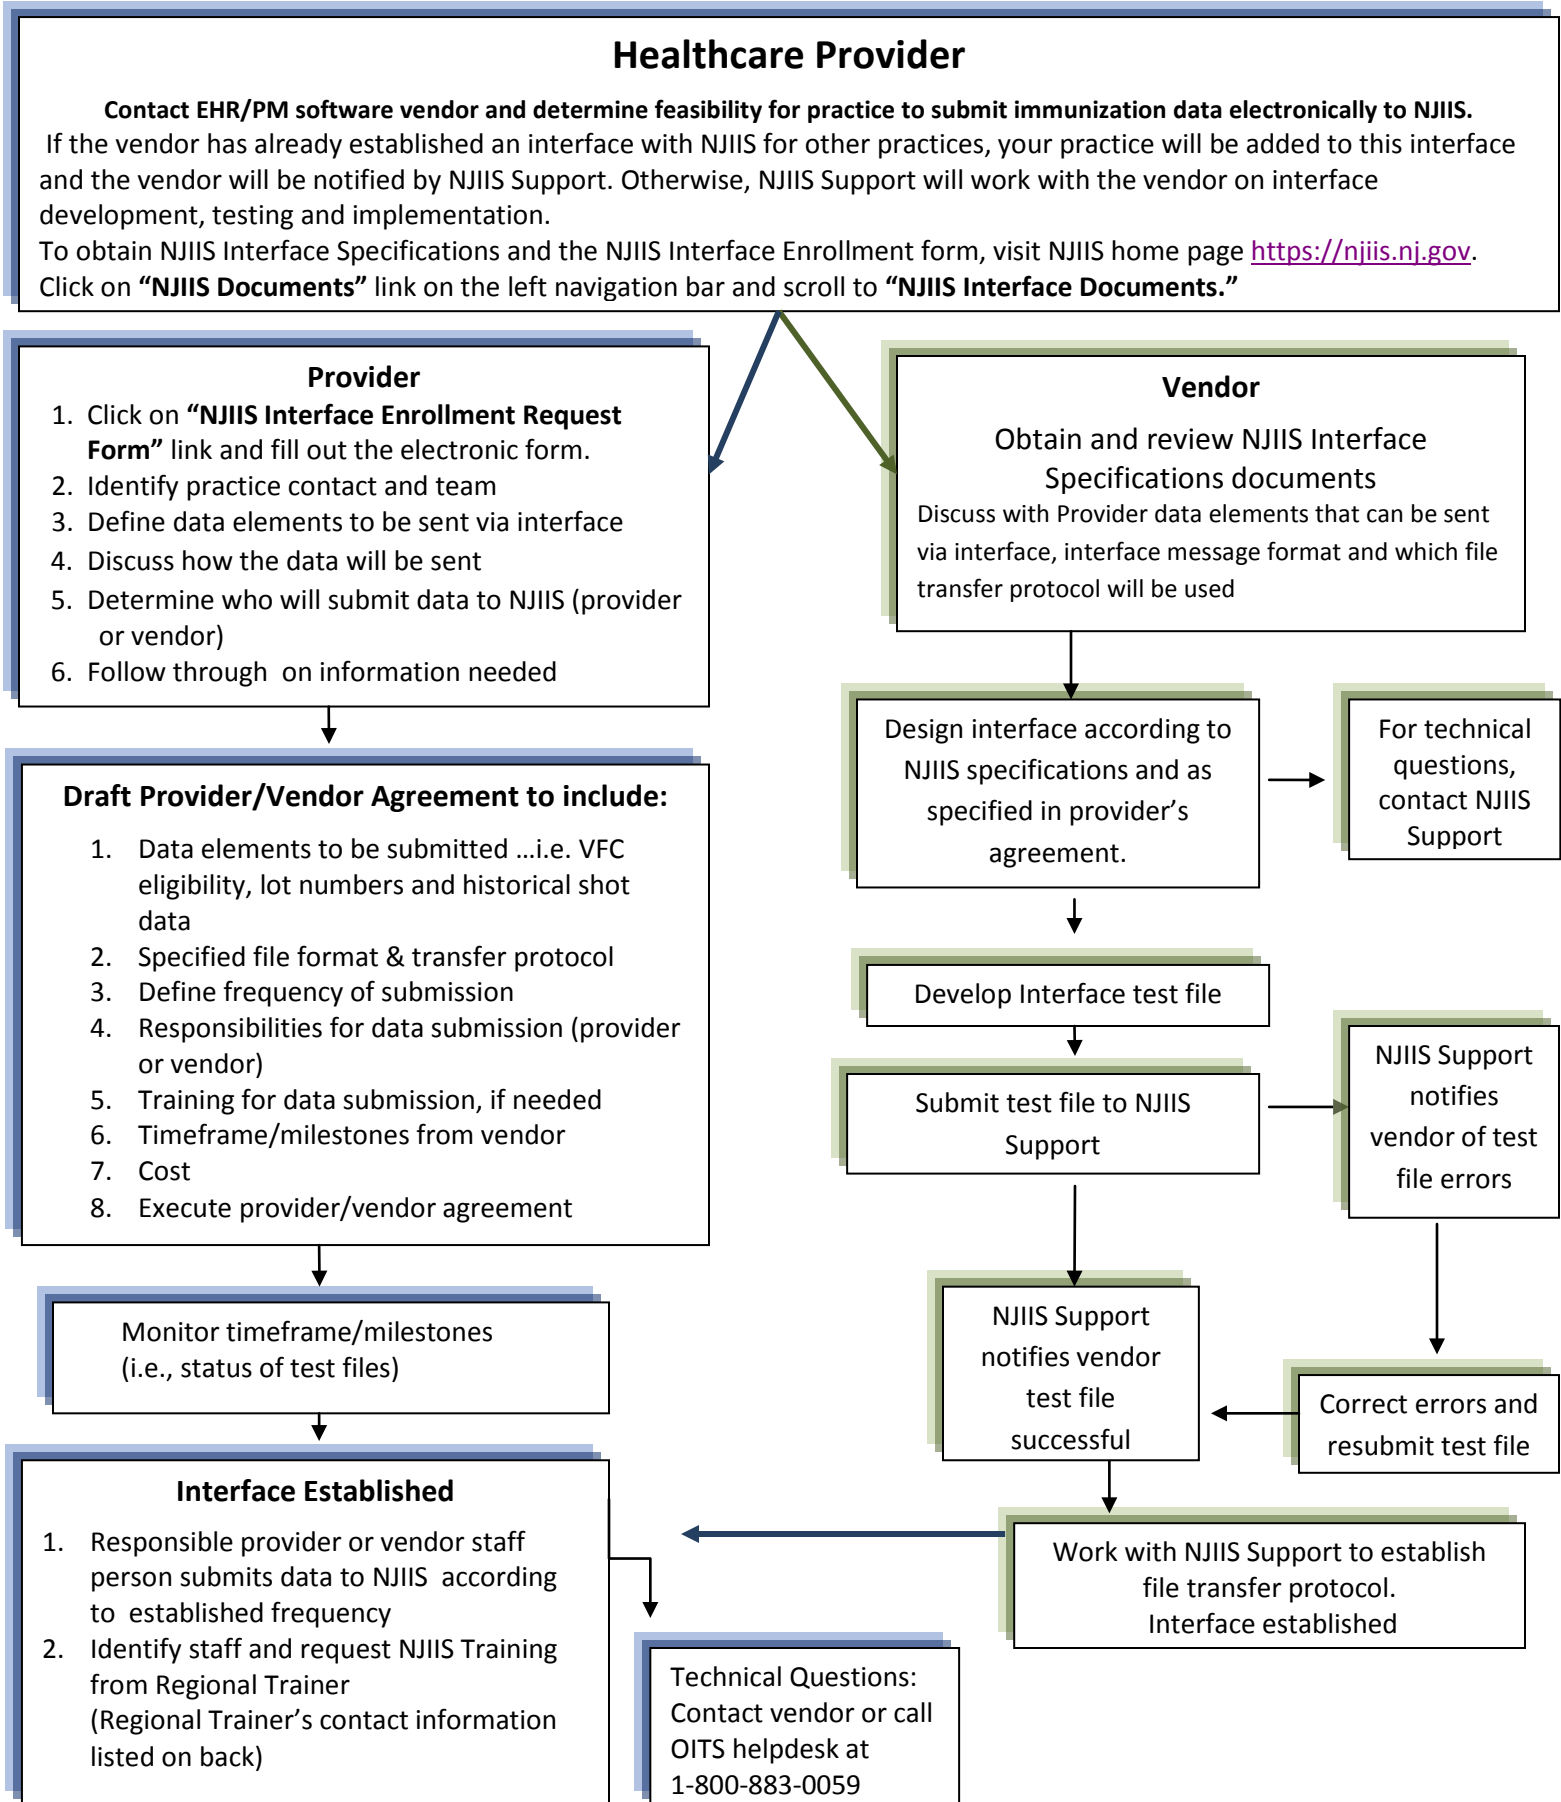 Healthcare Provider
Contact EHR/PM software vendor and determine feasibility for practice to submit immunization data electronically to NJIIS.
If the vendor has already established an interface with NJIIS for other practices, your practice will be added to this interface
and the vendor will be notified by NJIIS Support. Otherwise, NJIIS Support will work with the vendor on interface
development, testing and implementation.
To obtain NJIIS Interface Specifications and the NJIIS Interface Enrollment form, visit NJIIS home page https://njiis.nj.gov.
Click on “NJIIS Documents” link on the left navigation bar and scroll to “NJIIS Interface Documents.”
Provider
1. Click on “NJIIS Interface Enrollment Request
Form” link and fill out the electronic form.
2. Identify practice contact and team
3. Define data elements to be sent via interface
4. Discuss how the data will be sent
5. Determine who will submit data to NJIIS (provider
or vendor)
6. Follow through on information needed
Vendor
Obtain and review NJIIS Interface
Specifications documents
Discuss with Provider data elements that can be sent
via interface, interface message format and which file
transfer protocol will be used
Draft Provider/Vendor Agreement to include:
1. Data elements to be submitted …i.e. VFC
eligibility, lot numbers and historical shot
data
2. Specified file format & transfer protocol
3. Define frequency of submission
4. Responsibilities for data submission (provider
or vendor)
5. Training for data submission, if needed
6. Timeframe/milestones from vendor
7. Cost
8. Execute provider/vendor agreement
Design interface according to
NJIIS specifications and as
specified in provider’s
agreement.
For technical
questions,
contact NJIIS
Support
Develop Interface test file
Submit test file to NJIIS
Support
NJIIS Support
notifies
vendor of test
file errors
Monitor timeframe/milestones
(i.e., status of test files)
NJIIS Support
notifies vendor
test file
successful
Correct errors and
resubmit test file
Interface Established
1. Responsible provider or vendor staff
person submits data to NJIIS according
to established frequency
2. Identify staff and request NJIIS Training
from Regional Trainer
(Regional Trainer’s contact information
listed on back)
Work with NJIIS Support to establish
file transfer protocol.
Interface established
Technical Questions:
Contact vendor or call
OITS helpdesk at
1-800-883-0059